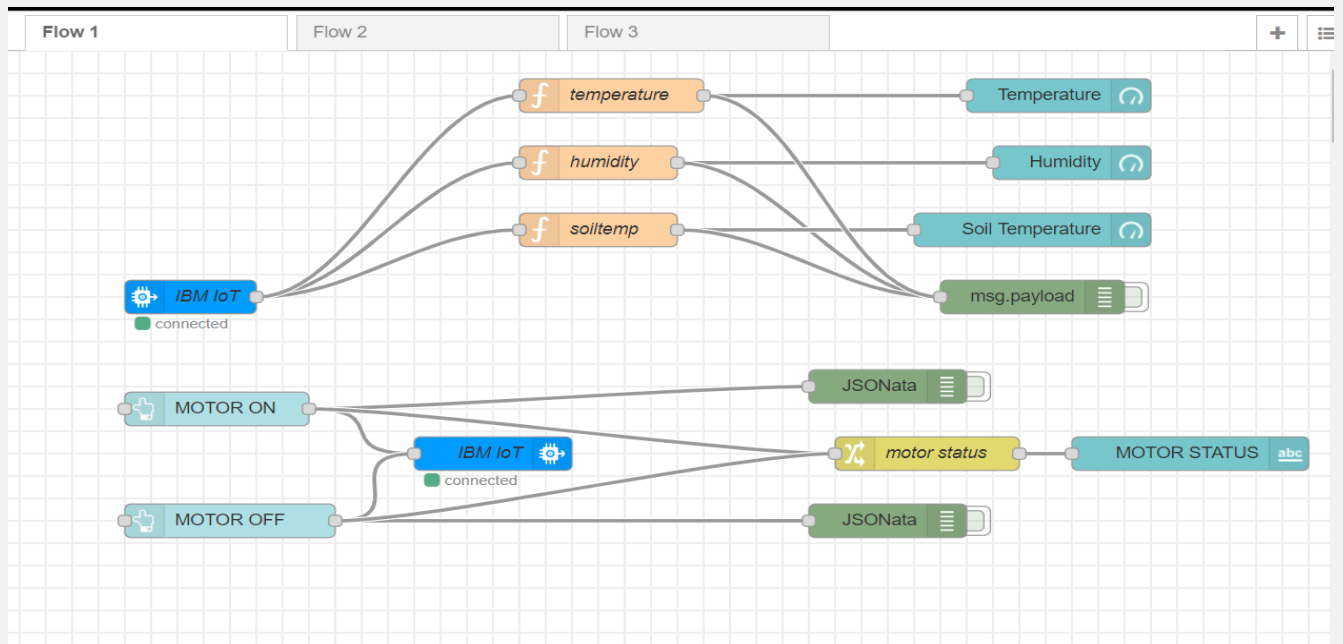 Flow 1
Flow 2
Flow 3
temperature
Temperature
humidity
Humidity
soiltemp
Soil Temperature
IBM IoT
msg.payload
connected
JSONata
MOTOR ON
IBM IoT
motor status
MOTOR STATUS
abc
connected
MOTOR OFF
JSONata